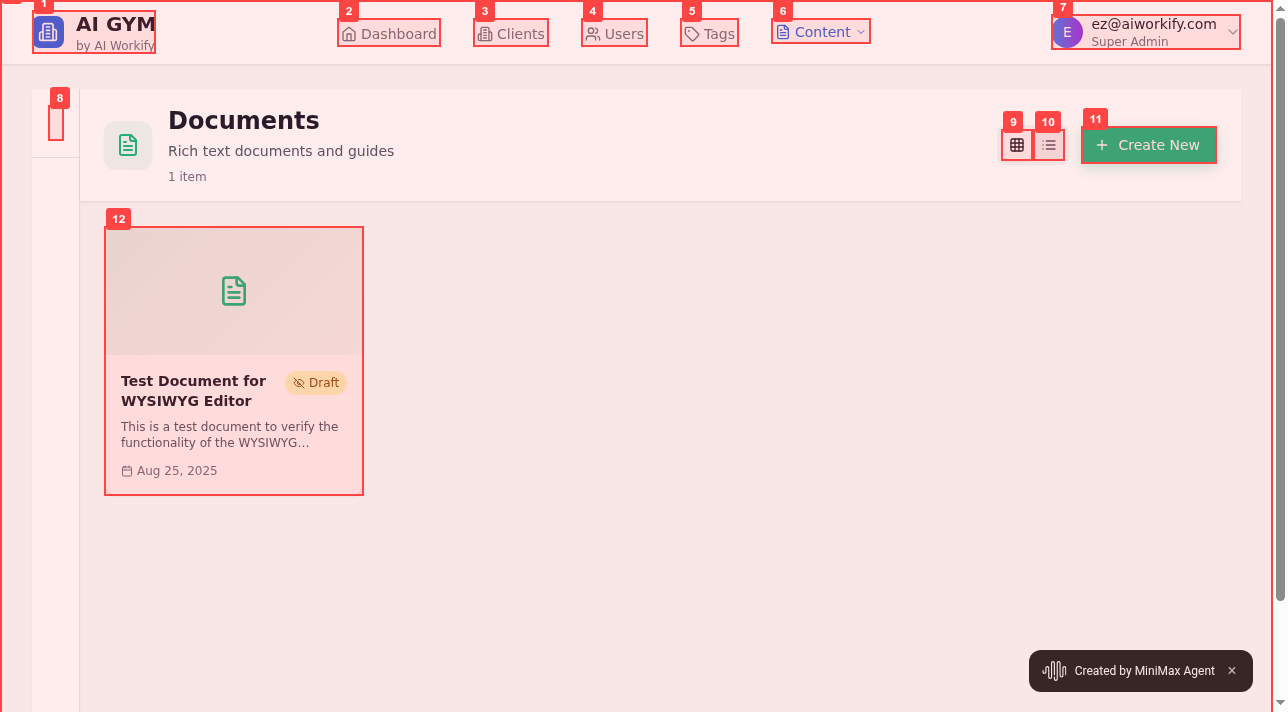 1
AI GYM
by AI Workify
2
Dashboard
3
Clients
4
Users
5
Tags
6
Content
7
E
ez@aiworkify.com
Super Admin
8
Documents
Rich text documents and guides
1 item
9
10
11
Create New
12
Test Document for
WYSIWYG Editor
Draft
This is a test document to verify the
functionality of the WYSIWYG...
Aug 25, 2025
Created by MiniMax Agent ×